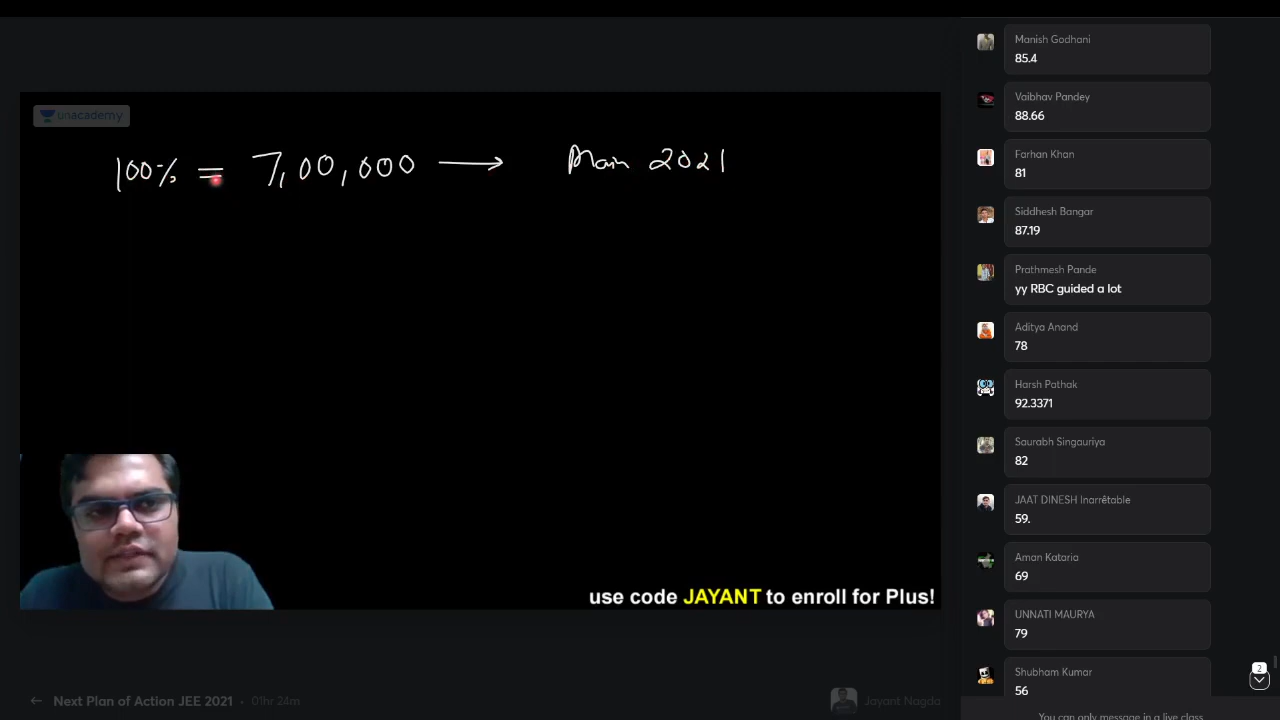 unacademy
100% = 7,00,000 → Main 2021
use code JAYANT to enroll for Plus!
← Next Plan of Action JEE 2021 • 01hr 24m
Jayant Nagda
Manish Godhani
85.4
Vaibhav Pandey
88.66
Farhan Khan
81
Siddhesh Bangar
87.19
Prathmesh Pande
yy RBC guided a lot
Aditya Anand
78
Harsh Pathak
92.3371
Saurabh Singauriya
82
JAAT DINESH Inarrêtable
59.
Aman Kataria
69
UNNATI MAURYA
79
Shubham Kumar
56
2
You can only message in a live class